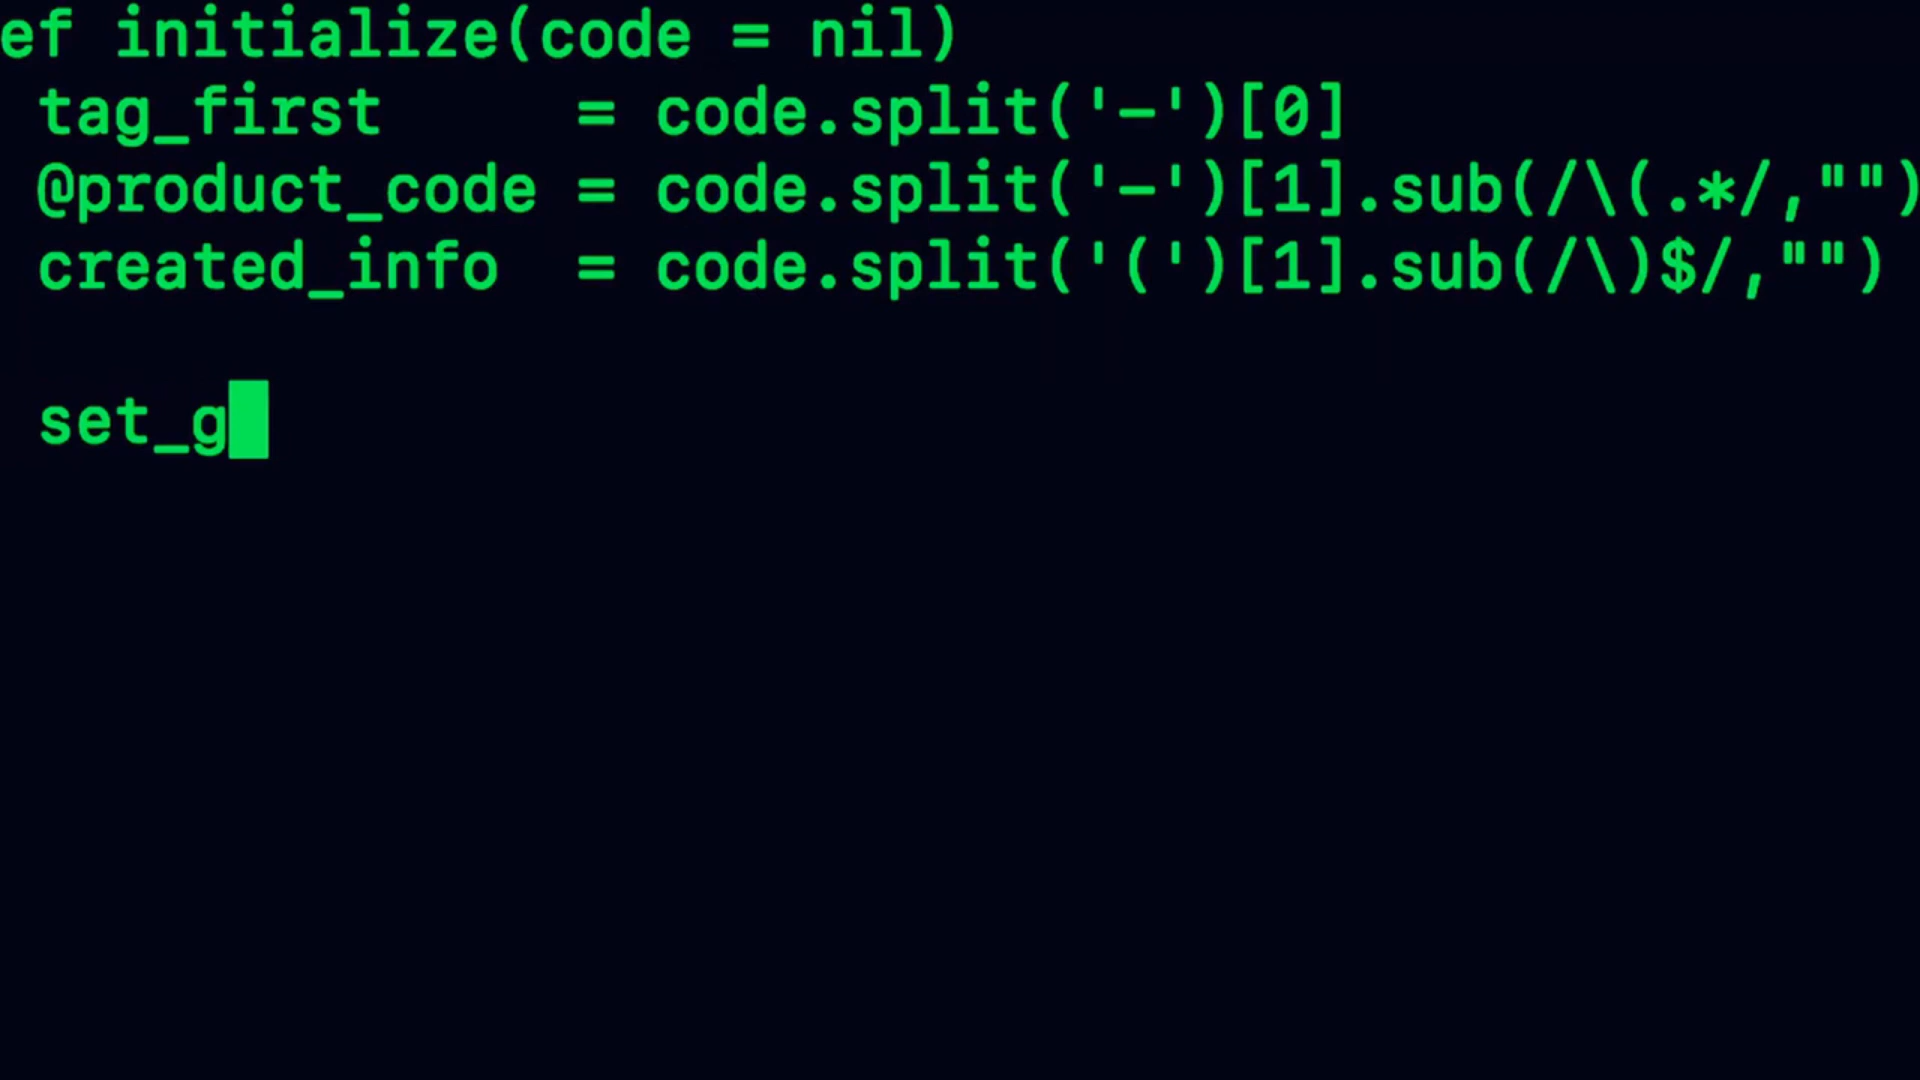 ef initialize(code = nil)
tag_first = code.split('-')[0]
@product_code = code.split('-')[1].sub(/\(.*/,"")
created_info = code.split('(')[1].sub(/\)$/,"")
set_g